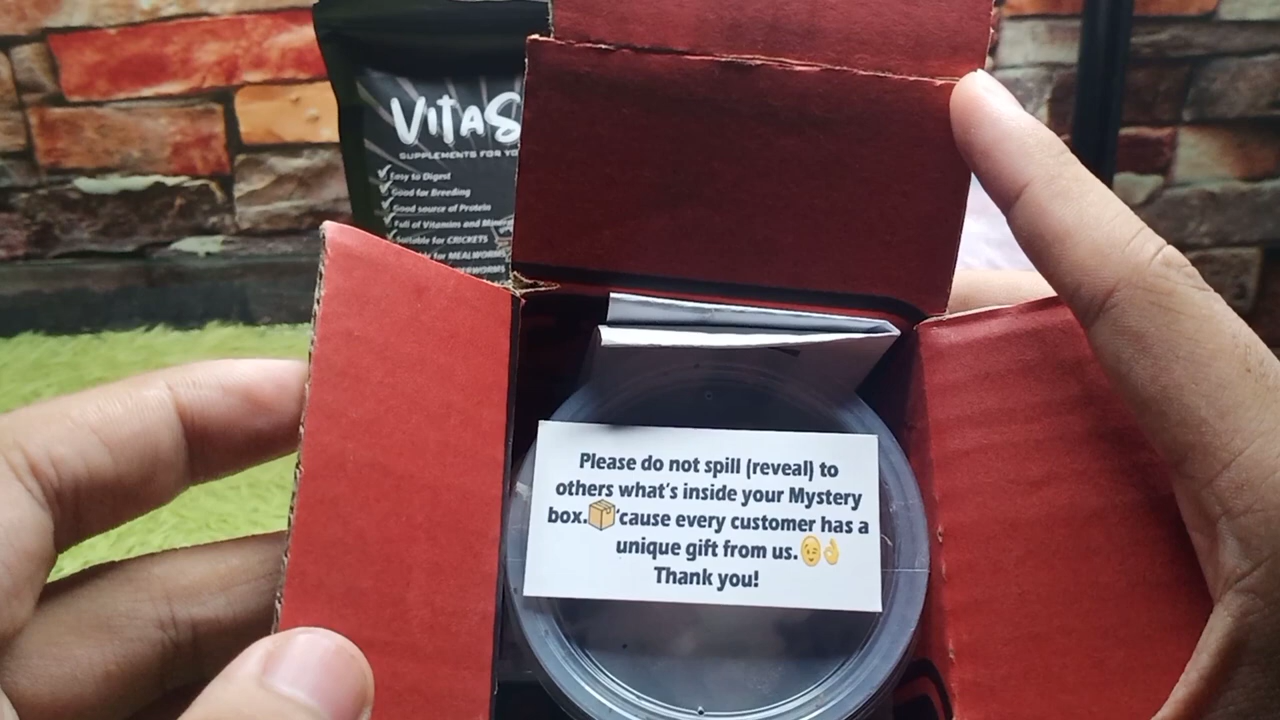 VITAS
SUPPLEMENTS FOR
Easy to Digest
Good for Breeding
Good source of Protein
Full of Vitamins and
Suitable for CRICKETS
for MEALWORMS
Please do not spill (reveal) to
others what's inside your Mystery
box.📦'cause every customer has a
unique gift from us.😉👌
Thank you!